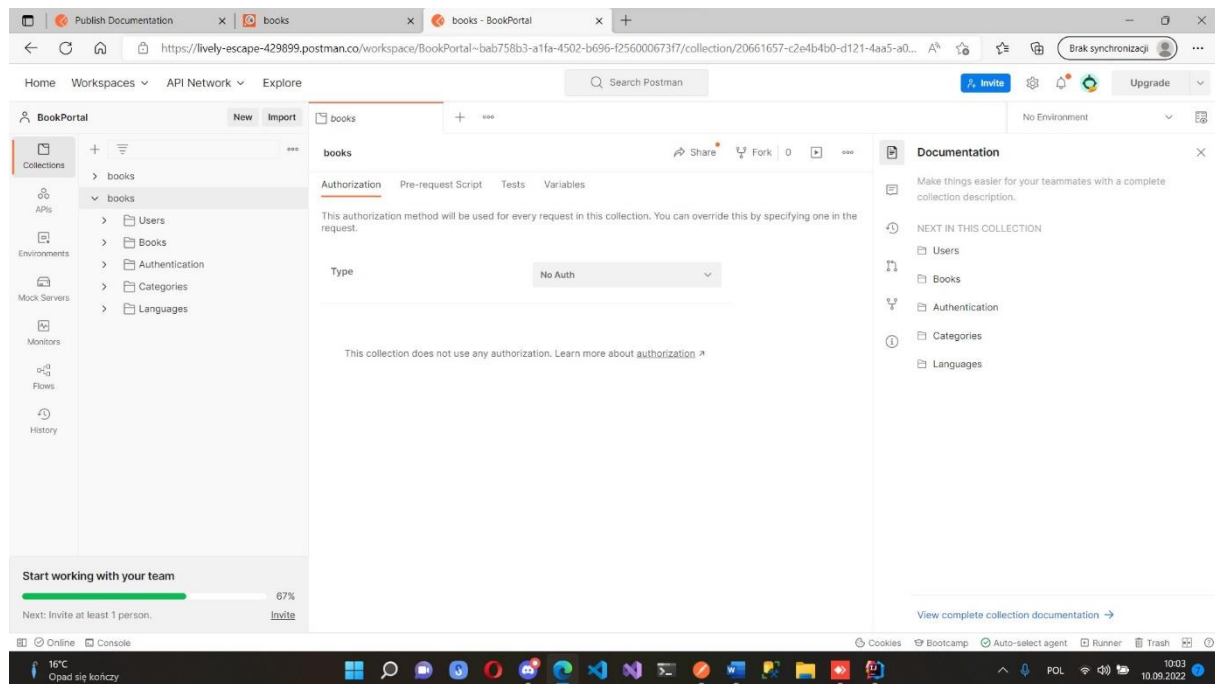 Publish Documentation
books
books - BookPortal
https://lively-escape-429899.postman.co/workspace/BookPortal~bab758b3-a1fa-4502-b696-f256000673f7/collection/20661657-c2e4b4b0-d121-4aa5-a0...
Brak synchronizacji
Home Workspaces API Network Explore
Search Postman
Invite
Upgrade
BookPortal
New Import
books
No Environment
Collections
APIs
Environments
Mock Servers
Monitors
Flows
History
books
books
Users
Books
Authentication
Categories
Languages
books
Share Fork 0
Authorization Pre-request Script Tests Variables
This authorization method will be used for every request in this collection. You can override this by specifying one in the
request.
Type
No Auth
This collection does not use any authorization. Learn more about authorization
Documentation
Make things easier for your teammates with a complete
collection description.
NEXT IN THIS COLLECTION
Users
Books
Authentication
Categories
Languages
Start working with your team
67%
Next: Invite at least 1 person. Invite
View complete collection documentation →
Online Console
Cookies Bootcamp Auto-select agent Runner Trash
16°C
Opad się kończy
POL
10:03
10.09.2022